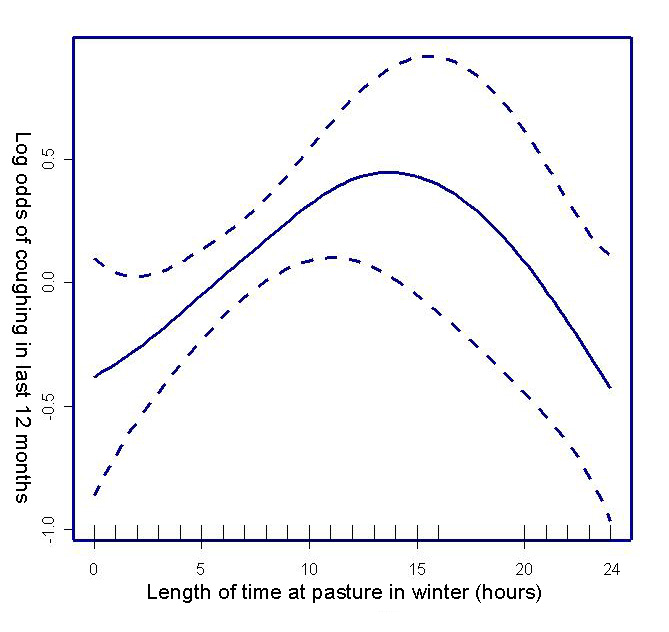 Log odds of coughing in last 12 months
0.5
0.0
-0.5
-1.0
0 5 10 15 20 24
Length of time at pasture in winter (hours)